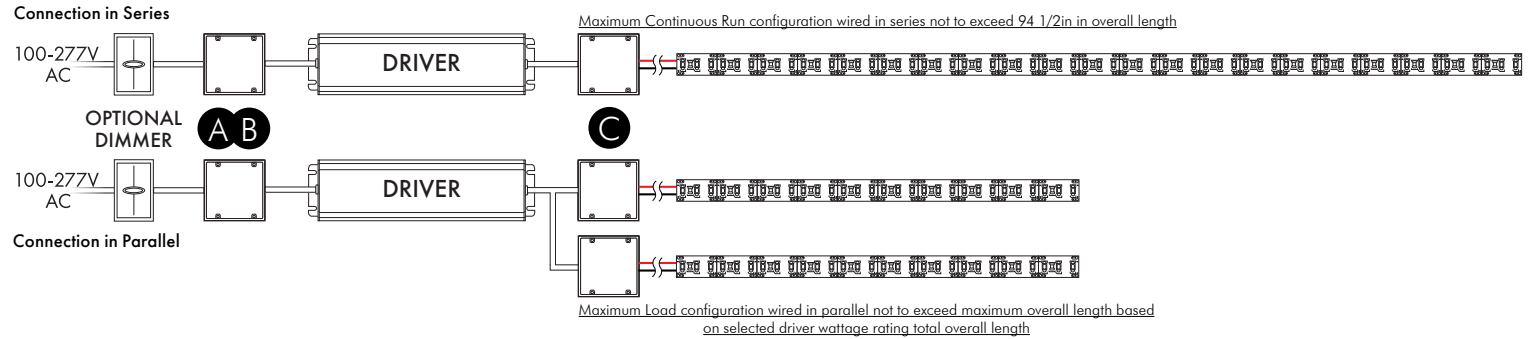 Connection in Series
Maximum Continuous Run configuration wired in series not to exceed 94 1/2in in overall length
100-277V
AC
DRIVER
OPTIONAL
DIMMER
A B
C
100-277V
AC
DRIVER
Connection in Parallel
Maximum Load configuration wired in parallel not to exceed maximum overall length based
on selected driver wattage rating total overall length